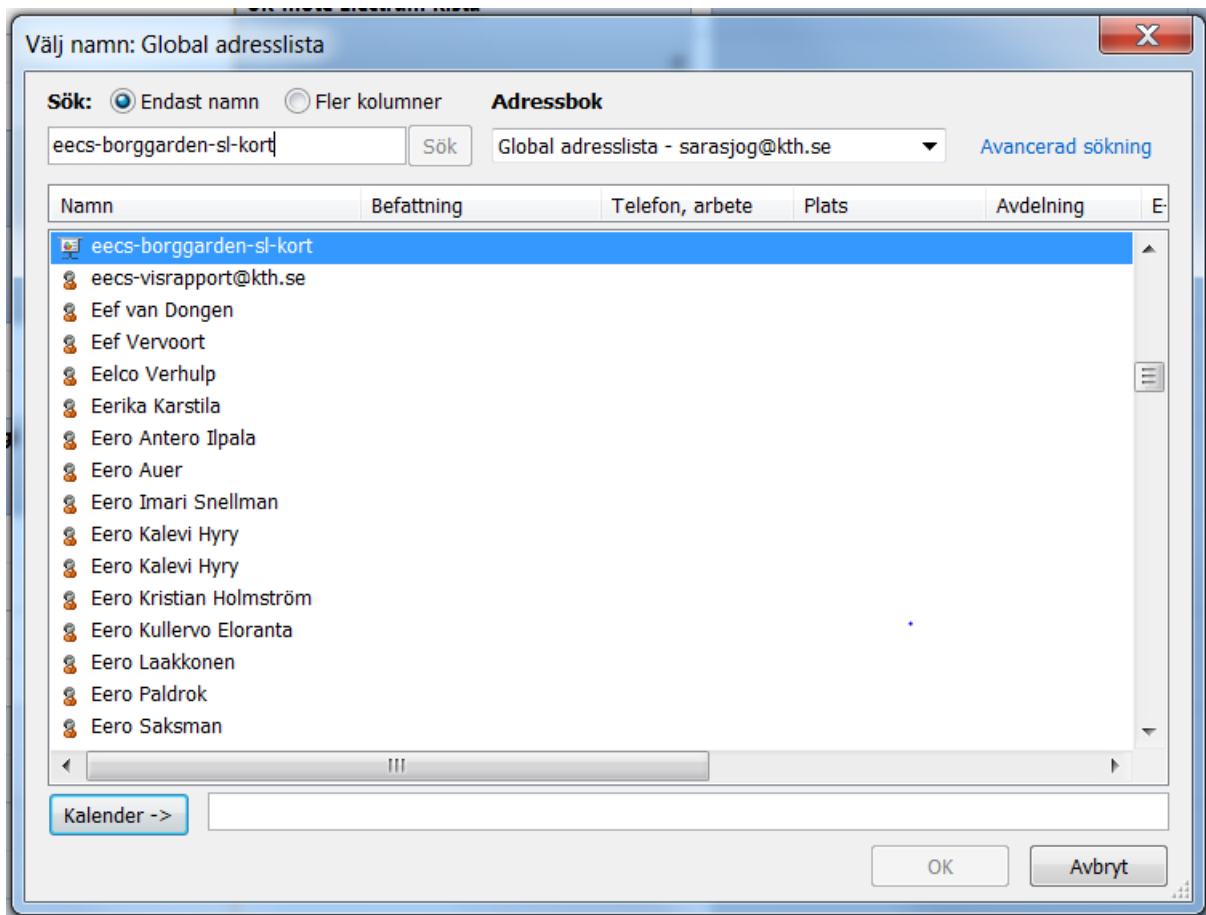 Välj namn: Global adresslista
Sök: Endast namn Fler kolumner Adressbok
eecs-borggarden-sl-kort Sök Global adresslista - sarasjog@kth.se Avancerad sökning
Namn Befattning Telefon, arbete Plats Avdelning E-
eecs-borggarden-sl-kort
eecs-visrapport@kth.se
Eef van Dongen
Eef Vervoort
Eelco Verhulp
Eerika Karstila
Eero Antero Ilpala
Eero Auer
Eero Imari Snellman
Eero Kalevi Hyry
Eero Kalevi Hyry
Eero Kristian Holmström
Eero Kullervo Eloranta
Eero Laakkonen
Eero Paldrok
Eero Saksman
Kalender ->
OK Avbryt